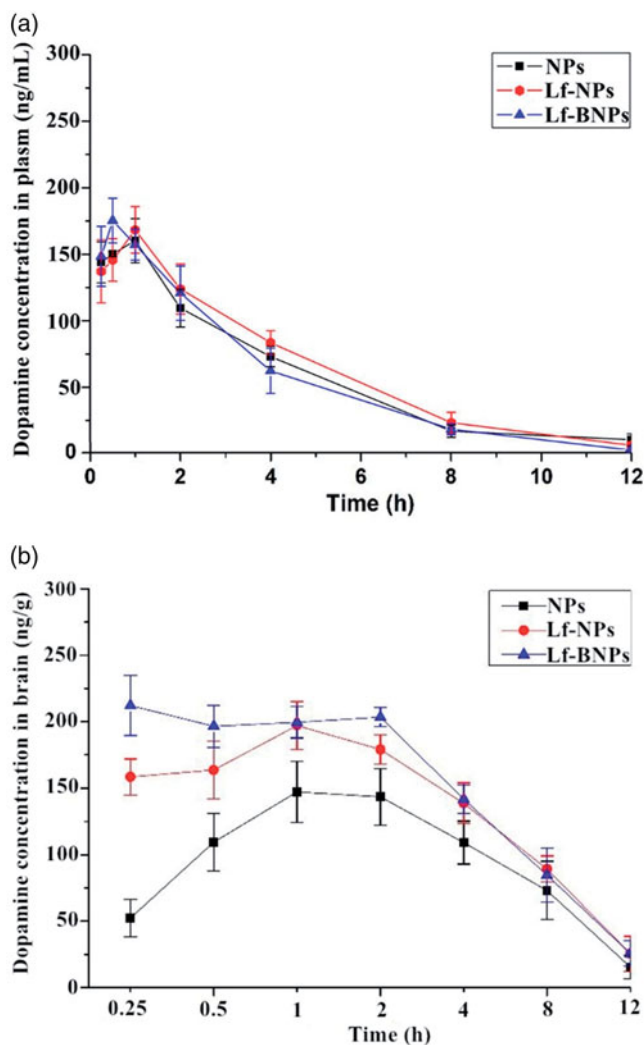 (a)
300
250
200
150
100
50
0
Dopamine concentration in plasm (ng/mL)
NPs
Lf-NPs
Lf-BNPs
0 2 4 6 8 10 12
Time (h)
(b)
300
250
200
150
100
50
0
Dopamine concentration in brain (ng/g)
NPs
Lf-NPs
Lf-BNPs
0.25 0.5 1 2 4 8 12
Time (h)